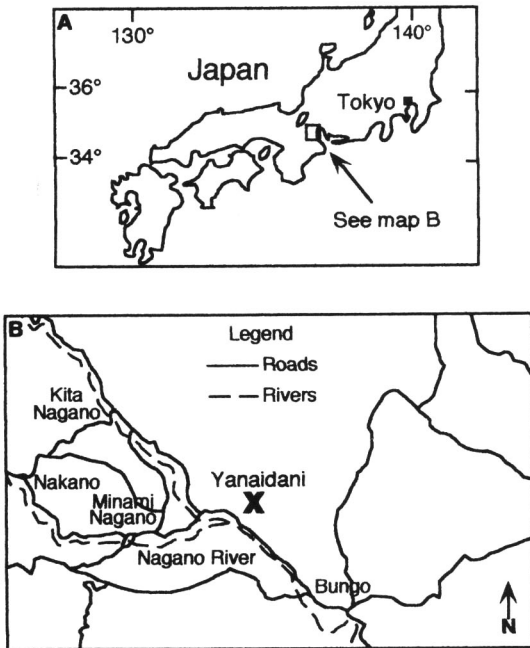 A
130°
140°
Japan
36°
Tokyo
34°
See map B
B
Legend
Roads
Rivers
Kita
Nagano
Yanaidani
X
Nakano
Minami
Nagano
Nagano River
Bungo
N